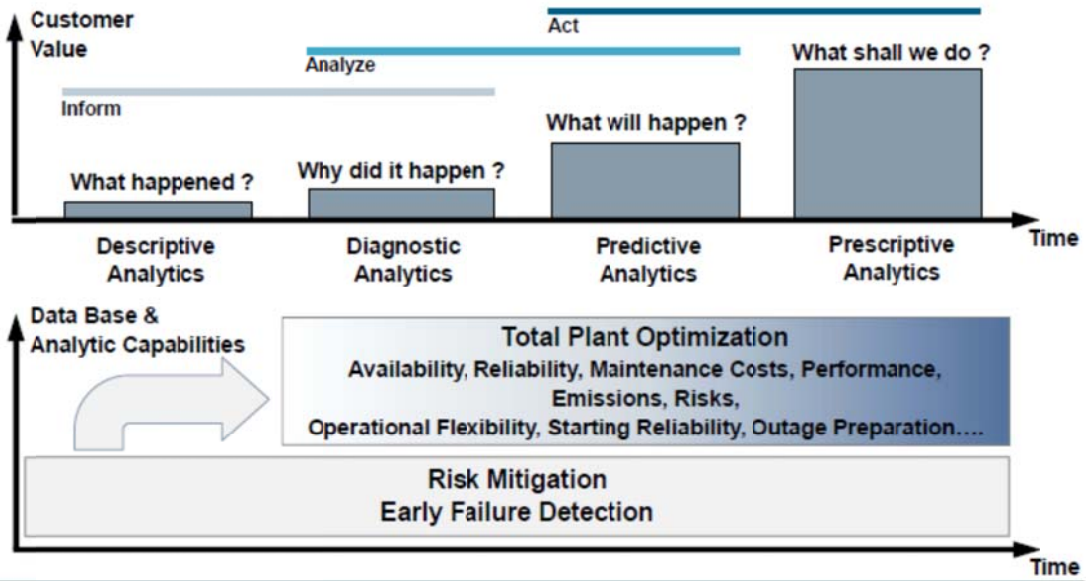 Customer
Value
Act
Analyze
Inform
What shall we do ?
What will happen ?
Why did it happen ?
What happened ?
Time
Descriptive
Analytics
Diagnostic
Analytics
Predictive
Analytics
Prescriptive
Analytics
Data Base &
Analytic Capabilities
Total Plant Optimization
Availability, Reliability, Maintenance Costs, Performance,
Emissions, Risks,
Operational Flexibility, Starting Reliability, Outage Preparation....
Risk Mitigation
Early Failure Detection
Time